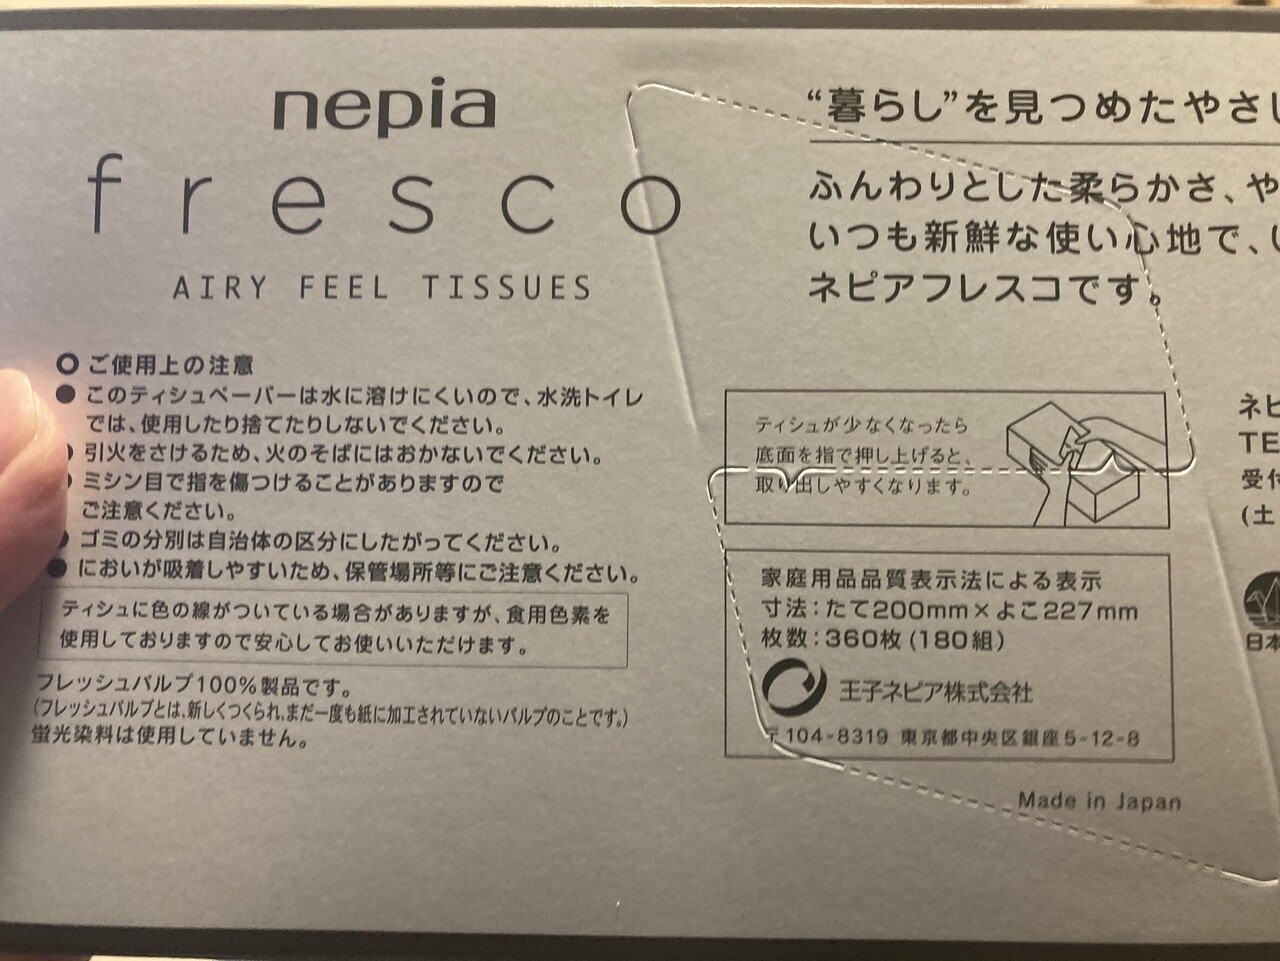 nepia
fresco
AIRY FEEL TISSUES
ご使用上の注意
●このティシュペーパーは水に溶けにくいので、水洗トイレ
では、使用したり捨てたりしないでください。
引火をさけるため、火のそばにはおかないでください。
ミシン目で指を傷つけることがありますので
ご注意ください。
ゴミの分別は自治体の区分にしたがってください。
●においが吸着しやすいため、保管場所等にご注意ください。
ティシュに色の線がついている場合がありますが、食用色素を
使用しておりますので安心してお使いいただけます。
フレッシュパルプ100%製品です。
(フレッシュパルプとは、新しくつくられ、まだ一度も紙に加工されていないパルプのことです。)
蛍光染料は使用していません。
“暮らし”を見つめたやさし
ふんわりとした柔らかさ、や
いつも新鮮な使い心地で、い
ネピアフレスコです。
ティシュが少なくなったら
底面を指で押し上げると、
取り出しやすくなります。
家庭用品品質表示法による表示
寸法：たて200mm×よこ227mm
枚数：360枚(180組)
王子ネピア株式会社
〒104-8319 東京都中央区銀座5-12-8
Made in Japan
ネピ
TE
受付
(土
日本